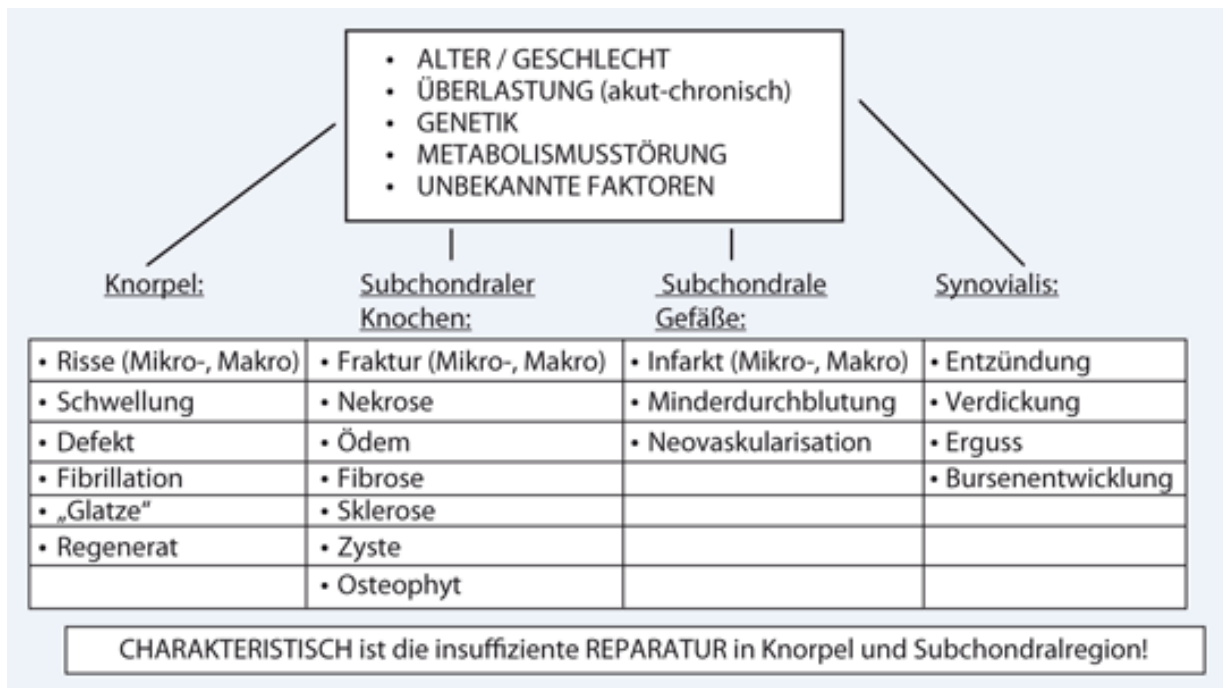 • ALTER / GESCHLECHT
• ÜBERLASTUNG (akut-chronisch)
• GENETIK
• METABOLISMUSSTÖRUNG
• UNBEKANNTE FAKTOREN
Knorpel:
Subchondraler
Knochen:
Subchondrale
Gefäße:
Synovialis:
• Risse (Mikro-, Makro) • Fraktur (Mikro-, Makro) • Infarkt (Mikro-, Makro) • Entzündung
• Schwellung • Nekrose • Minderdurchblutung • Verdickung
• Defekt • Ödem • Neovaskularisation • Erguss
• Fibrillation • Fibrose • Bursenentwicklung
• „Glatze“ • Sklerose
• Regenerat • Zyste
• Osteophyt
CHARAKTERISTISCH ist die insuffiziente REPARATUR in Knorpel und Subchondralregion!